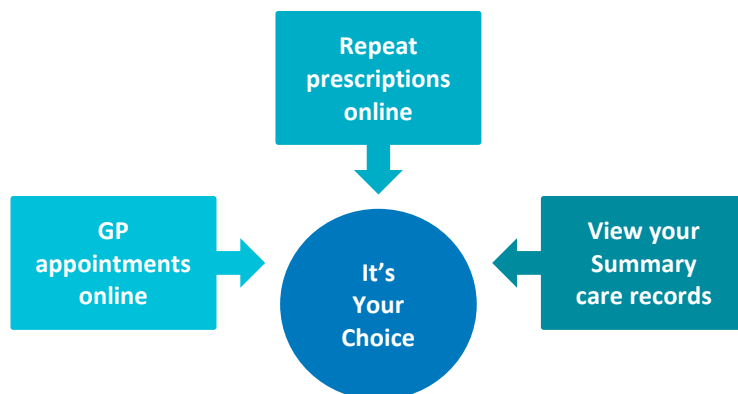 Repeat
prescriptions
online
GP
appointments
online
It’s
Your
Choice
View your
Summary
care records